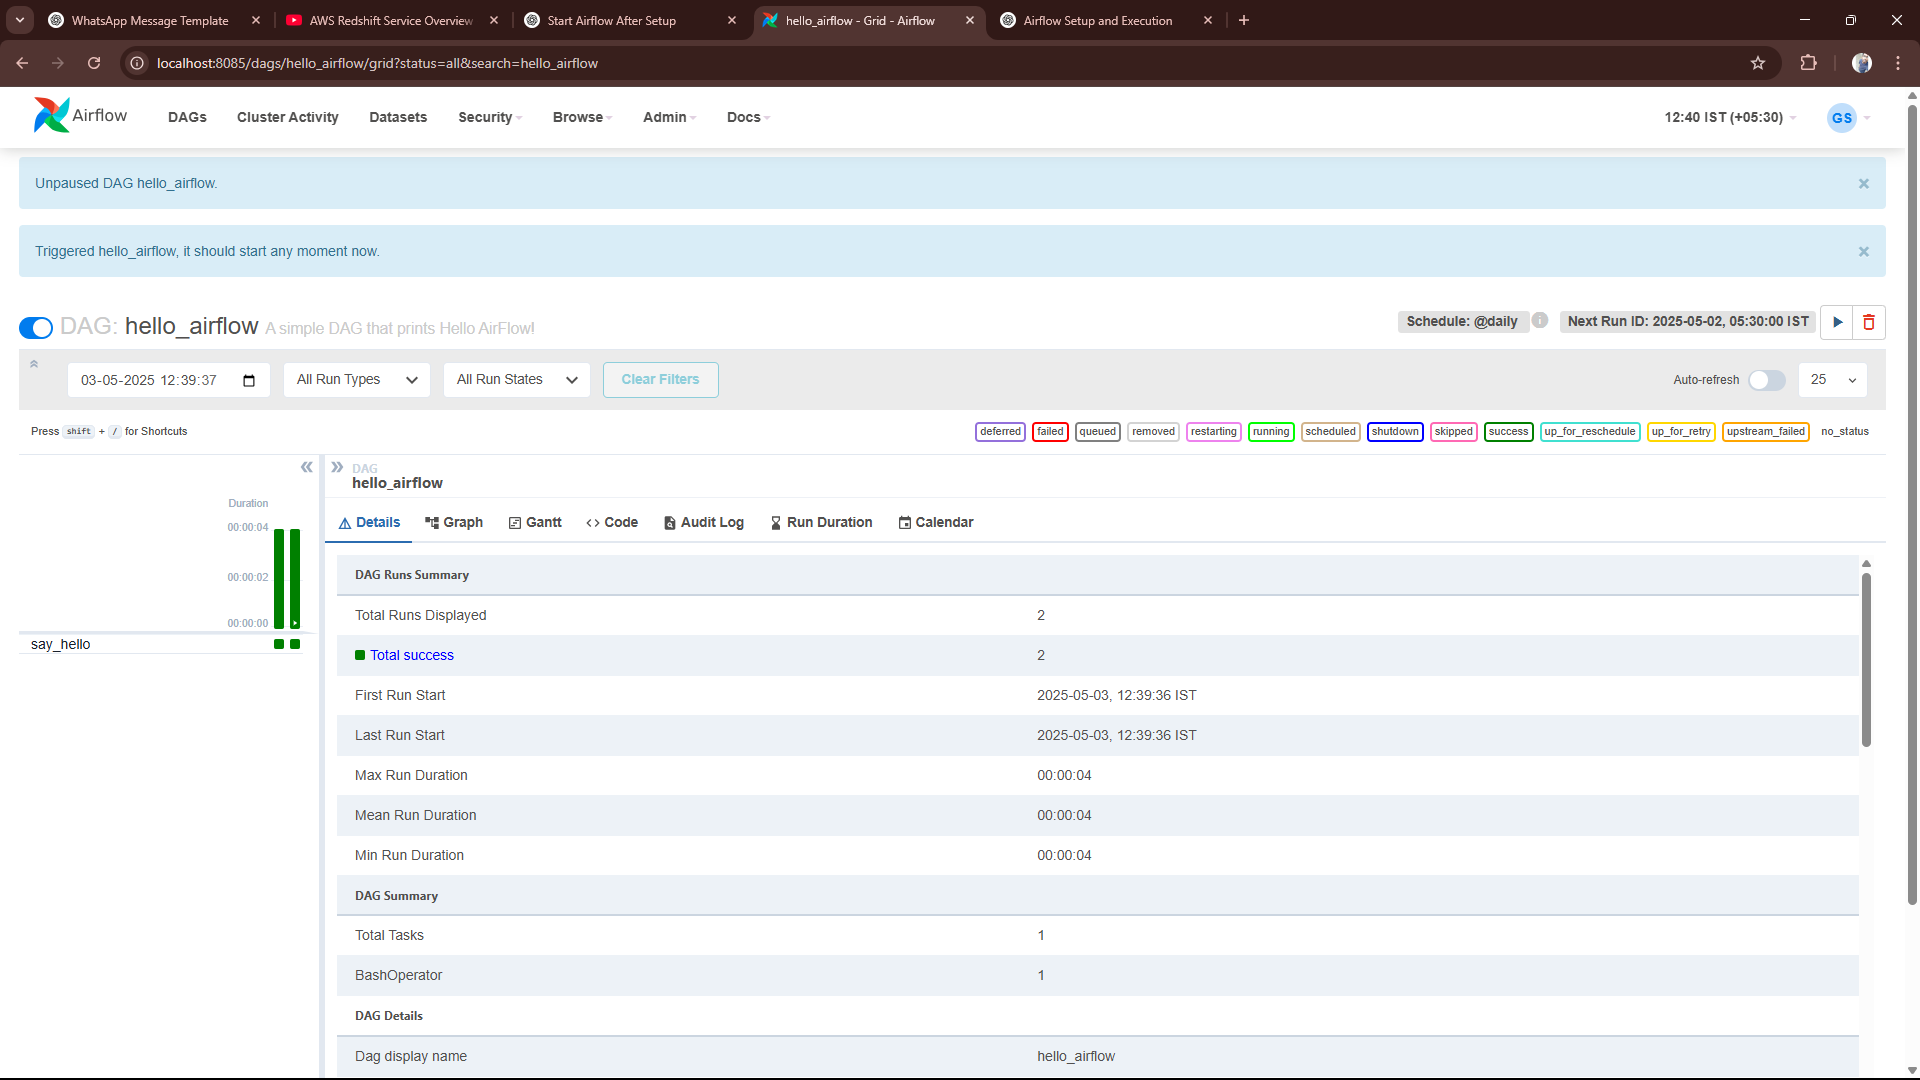 WhatsApp Message Template
AWS Redshift Service Overview
Start Airflow After Setup
hello_airflow - Grid - Airflow
Airflow Setup and Execution
localhost:8085/dags/hello_airflow/grid?status=all&search=hello_airflow
Airflow DAGs Cluster Activity Datasets Security Browse Admin Docs 12:40 IST (+05:30) GS
Unpaused DAG hello_airflow.
Triggered hello_airflow, it should start any moment now.
DAG: hello_airflow A simple DAG that prints Hello AirFlow! Schedule: @daily Next Run ID: 2025-05-02, 05:30:00 IST
03-05-2025 12:39:37 All Run Types All Run States Clear Filters Auto-refresh 25
Press shift + / for Shortcuts deferred failed queued removed restarting running scheduled shutdown skipped success up_for_reschedule up_for_retry upstream_failed no_status
DAG
hello_airflow
Duration
00:00:04
00:00:02
00:00:00
say_hello
Details Graph Gantt Code Audit Log Run Duration Calendar
DAG Runs Summary
Total Runs Displayed 2
Total success 2
First Run Start 2025-05-03, 12:39:36 IST
Last Run Start 2025-05-03, 12:39:36 IST
Max Run Duration 00:00:04
Mean Run Duration 00:00:04
Min Run Duration 00:00:04
DAG Summary
Total Tasks 1
BashOperator 1
DAG Details
Dag display name hello_airflow